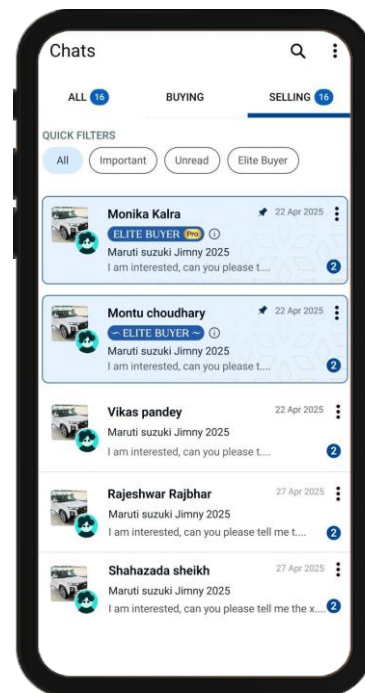 Chats
ALL 16 BUYING SELLING 16
QUICK FILTERS
All Important Unread Elite Buyer
Monika Kalra 22 Apr 2025
ELITE BUYER Pro
Maruti suzuki Jimny 2025
I am interested, can you please t.... 2
Montu choudhary 22 Apr 2025
~ ELITE BUYER ~
Maruti suzuki Jimny 2025
I am interested, can you please t.... 2
Vikas pandey 22 Apr 2025
Maruti suzuki Jimny 2025
I am interested, can you please t.... 2
Rajeshwar Rajbhar 27 Apr 2025
Maruti suzuki Jimny 2025
I am interested, can you please tell me t.... 2
Shahazada sheikh 27 Apr 2025
Maruti suzuki Jimny 2025
I am interested, can you please tell me the x.... 2